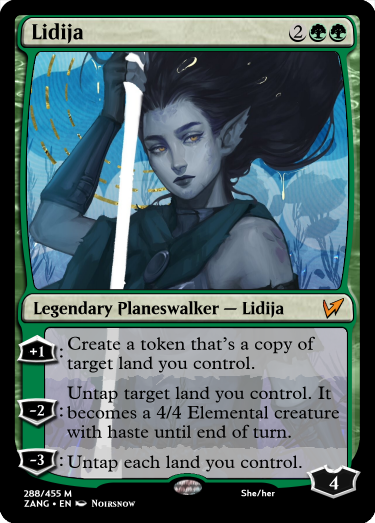 Lidija 2
Legendary Planeswalker — Lidija
+1: Create a token that's a copy of
target land you control.
-2: Untap target land you control. It
becomes a 4/4 Elemental creature
with haste until end of turn.
-3: Untap each land you control.
4
288/455 M
ZANG • EN Noirsnow
She/her